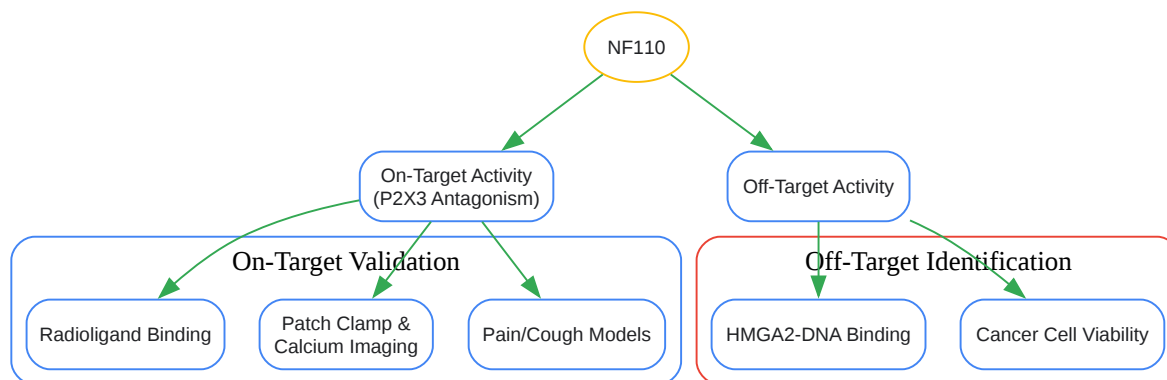 NF110
On-Target Activity
(P2X3 Antagonism)
Off-Target Activity
On-Target Validation
Off-Target Identification
Radioligand Binding
Patch Clamp &
Calcium Imaging
Pain/Cough Models
HMGA2-DNA Binding
Cancer Cell Viability